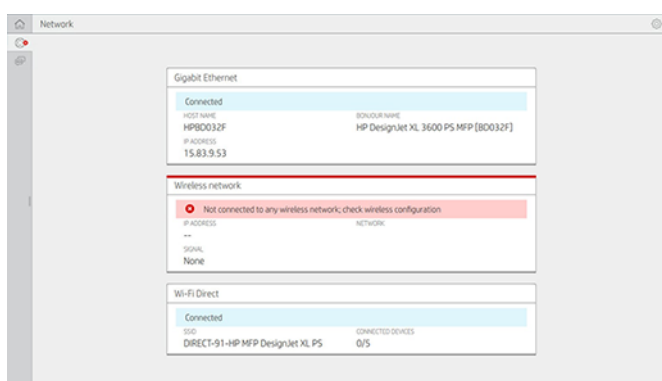 Network
Gigabit Ethernet
Connected
HOST NAME
BONJOUR NAME
HPBD032F
HP DesignJet XL 3600 PS MFP [BD032F]
IP ADDRESS
15.83.9.53
Wireless network
Not connected to any wireless network; check wireless configuration
IP ADDRESS
NETWORK
--
SIGNAL
None
Wi-Fi Direct
Connected
SSID
CONNECTED DEVICES
DIRECT-91-HP MFP DesignJet XL PS
0/5